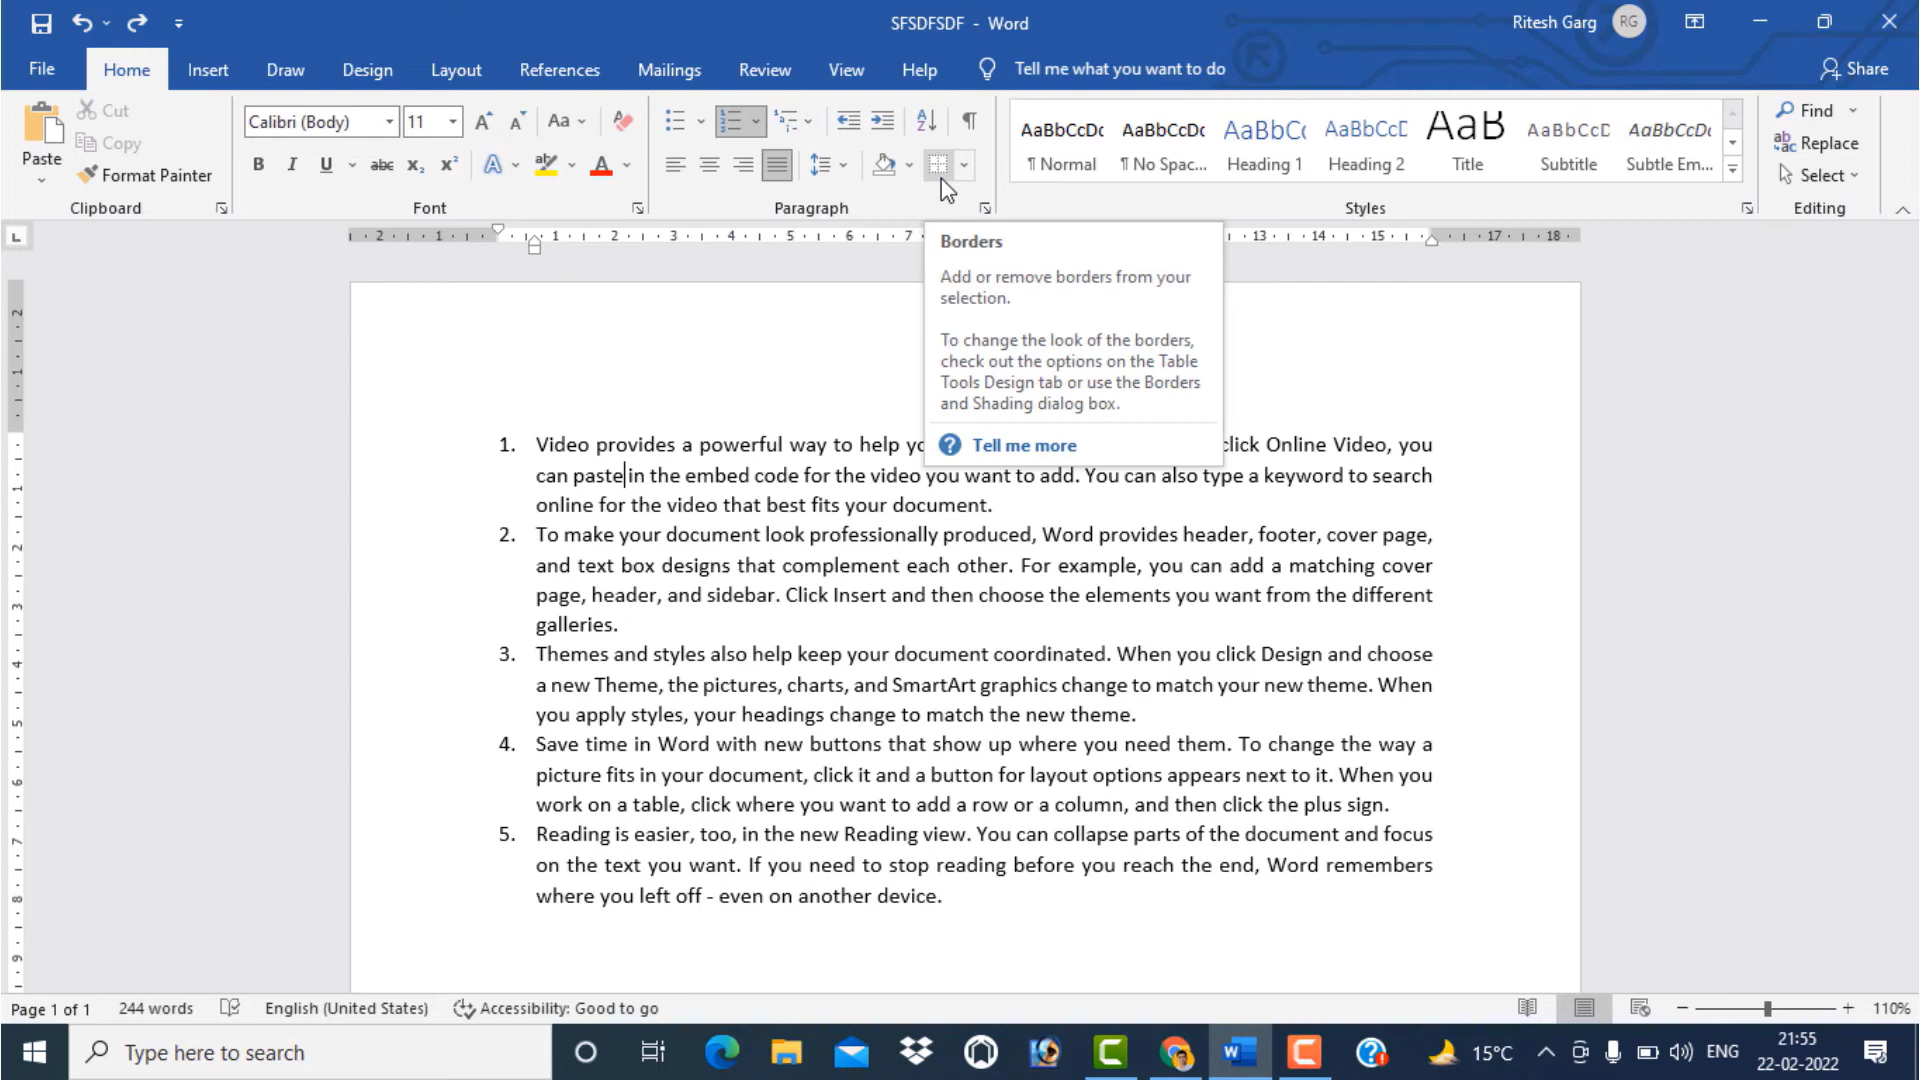 SFSDFSDF - Word
Ritesh Garg RG
File Home Insert Draw Design Layout References Mailings Review View Help Tell me what you want to do Share
Paste
Cut
Copy
Format Painter
Clipboard
Calibri (Body) 11
Font
Paragraph
AaBbCcDc AaBbCcDc AaBbCc AaBbCcD AaB AaBbCcD AaBbCcDc
¶ Normal ¶ No Spac... Heading 1 Heading 2 Title Subtitle Subtle Em...
Styles
Find
Replace
Select
Editing
2 1 1 2 3 4 5 6 7 13 14 15 17 18
Borders
Add or remove borders from your
selection.
To change the look of the borders,
check out the options on the Table
Tools Design tab or use the Borders
and Shading dialog box.
Tell me more
1. Video provides a powerful way to help yo click Online Video, you
can paste in the embed code for the video you want to add. You can also type a keyword to search
online for the video that best fits your document.
2. To make your document look professionally produced, Word provides header, footer, cover page,
and text box designs that complement each other. For example, you can add a matching cover
page, header, and sidebar. Click Insert and then choose the elements you want from the different
galleries.
3. Themes and styles also help keep your document coordinated. When you click Design and choose
a new Theme, the pictures, charts, and SmartArt graphics change to match your new theme. When
you apply styles, your headings change to match the new theme.
4. Save time in Word with new buttons that show up where you need them. To change the way a
picture fits in your document, click it and a button for layout options appears next to it. When you
work on a table, click where you want to add a row or a column, and then click the plus sign.
5. Reading is easier, too, in the new Reading view. You can collapse parts of the document and focus
on the text you want. If you need to stop reading before you reach the end, Word remembers
where you left off - even on another device.
Page 1 of 1 244 words English (United States) Accessibility: Good to go 110%
Type here to search
15°C ENG
21:55
22-02-2022